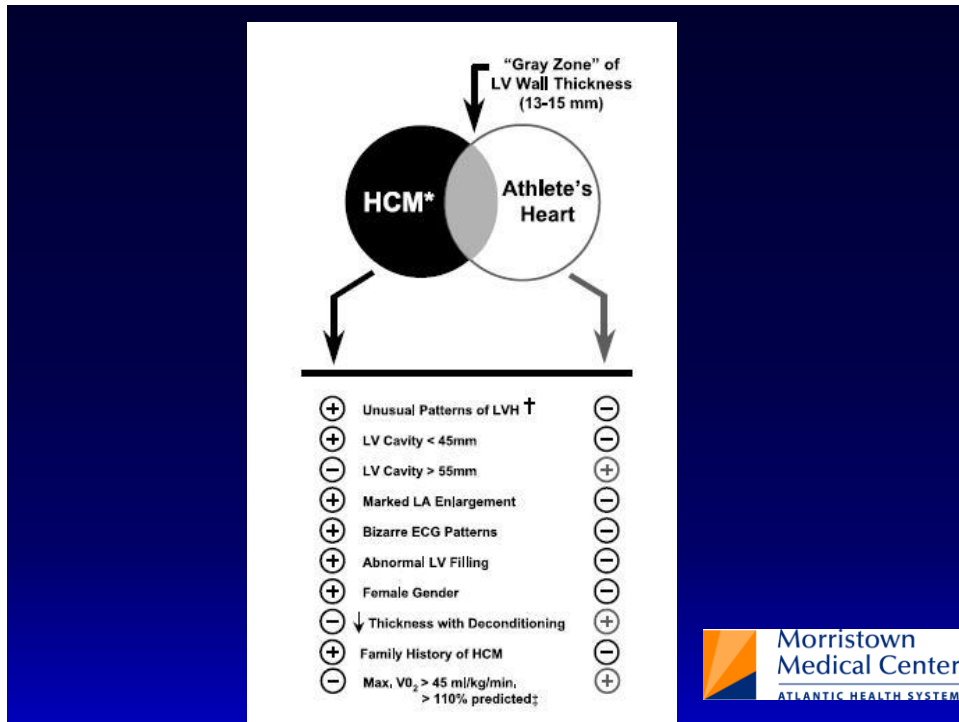 “Gray Zone” of
LV Wall Thickness
(13-15 mm)
HCM*
Athlete's
Heart
+ Unusual Patterns of LVH † −
+ LV Cavity < 45mm −
− LV Cavity > 55mm +
+ Marked LA Enlargement −
+ Bizarre ECG Patterns −
+ Abnormal LV Filling −
+ Female Gender −
− ↓ Thickness with Deconditioning +
+ Family History of HCM −
− Max. V0₂ > 45 ml/kg/min, +
> 110% predicted‡
Morristown
Medical Center
ATLANTIC HEALTH SYSTEM